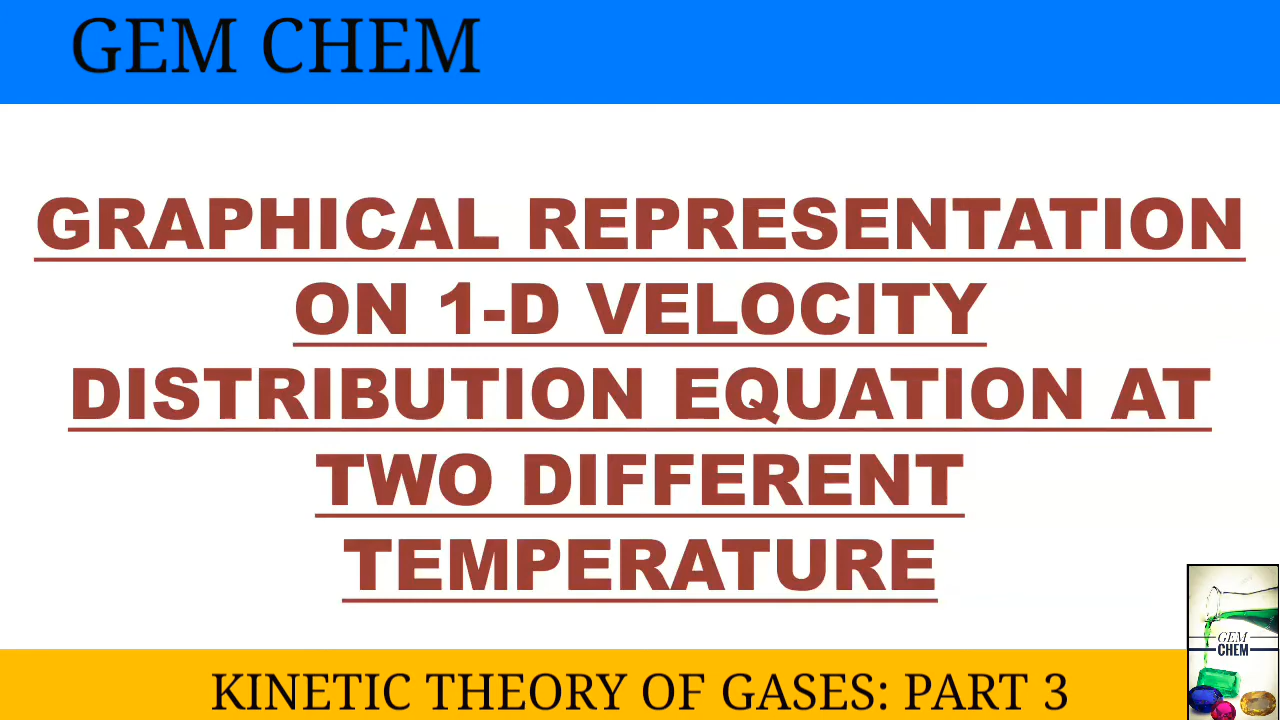 GEM CHEM
GRAPHICAL REPRESENTATION
ON 1-D VELOCITY
DISTRIBUTION EQUATION AT
TWO DIFFERENT
TEMPERATURE
GEM
CHEM
KINETIC THEORY OF GASES: PART 3